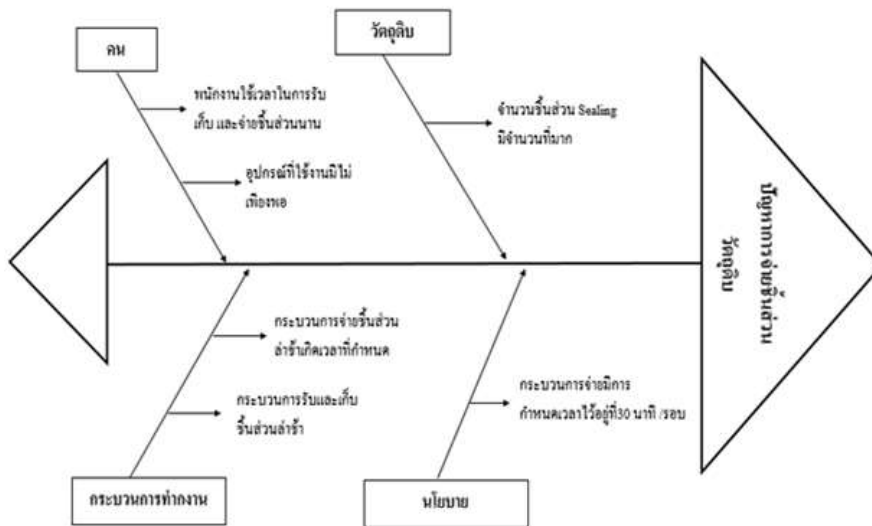 คน
วัตถุดิบ
พนักงานใช้เวลาในการรับ
เก็บ และจ่ายชิ้นส่วนนาน
อุปกรณ์ที่ใช้งานมีไม่
เพียงพอ
จำนวนชิ้นส่วน Sealing
มีจำนวนที่มาก
ปัญหาการจ่ายชิ้นส่วน
วัตถุดิบ
กระบวนการจ่ายชิ้นส่วน
ล่าช้าเกิดเวลาที่กำหนด
กระบวนการรับและเก็บ
ชิ้นส่วนล่าช้า
กระบวนการจ่ายมีการ
กำหนดเวลาไว้อยู่ที่30 นาที /รอบ
กระบวนการทำกงาน
นโยบาย